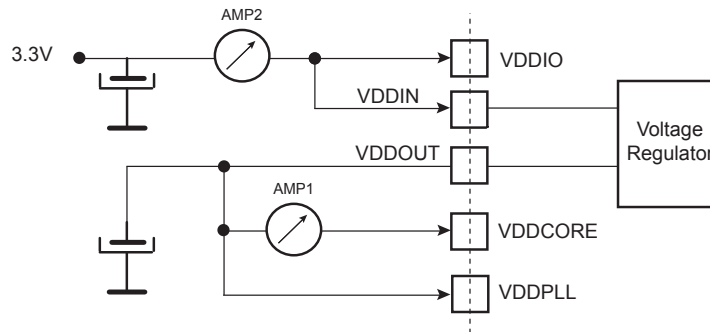 AMP2
3.3V
VDDIO
VDDIN
Voltage
Regulator
VDDOUT
AMP1
VDDCORE
VDDPLL